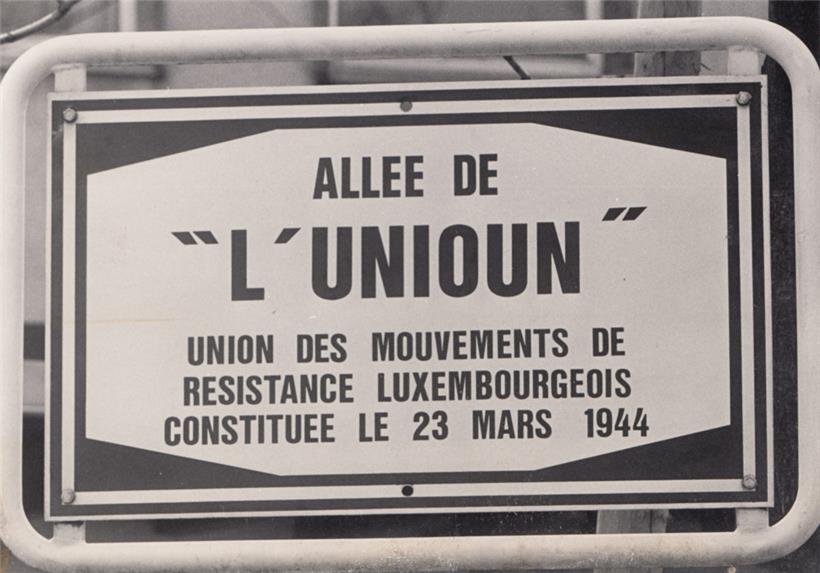 ALLEE DE
"L'UNIOUN"
UNION DES MOUVEMENTS DE
RESISTANCE LUXEMBOURGEOIS
CONSTITUEE LE 23 MARS 1944